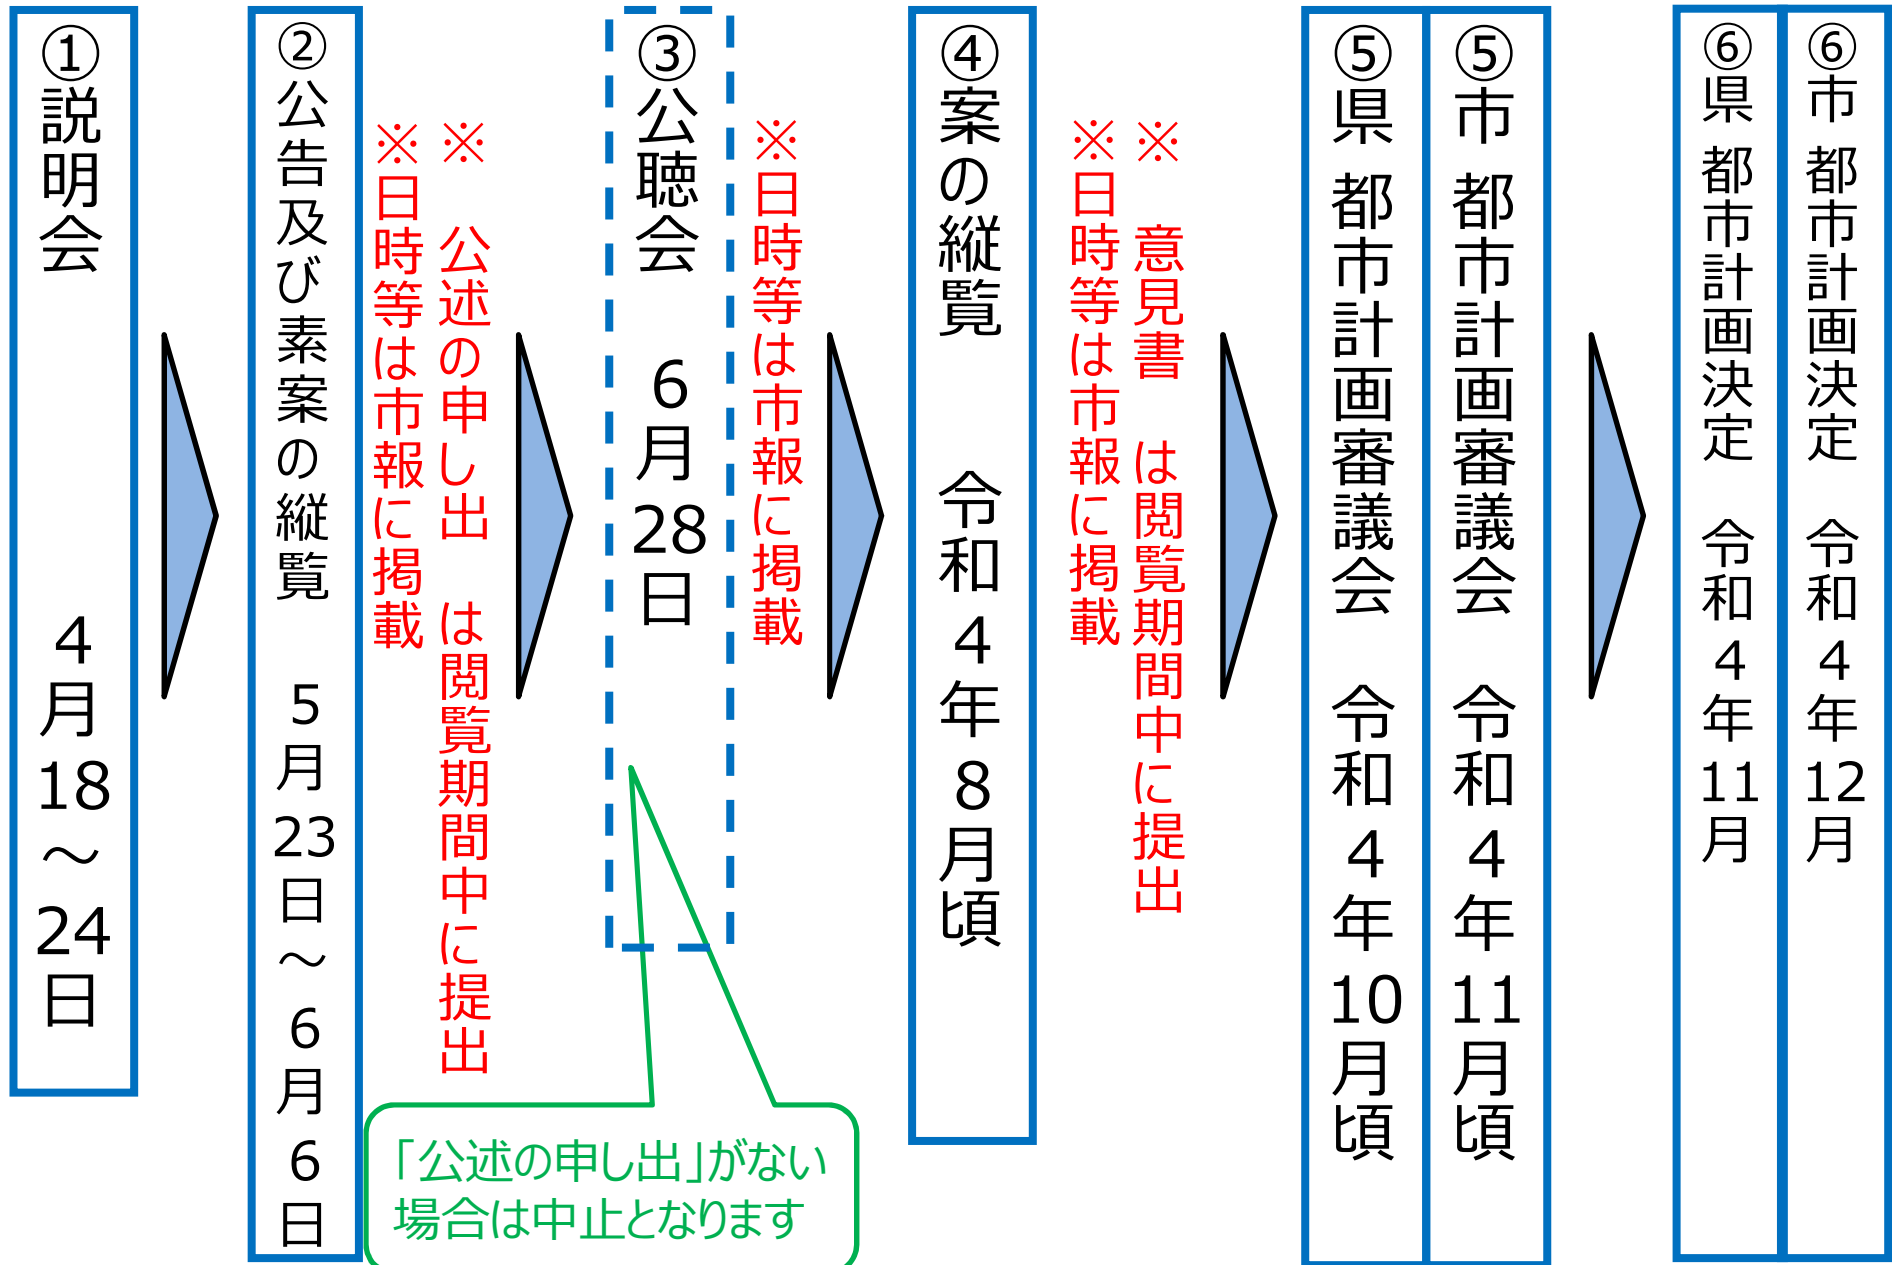 ①説明会 4月18～24日
②公告及び素案の縦覧 5月23日～6月6日
※ 公述の申し出 は閲覧期間中に提出
※日時等は市報に掲載
③公聴会 6月28日
「公述の申し出」がない
場合は中止となります
※日時等は市報に掲載
④案の縦覧 令和4年8月頃
※ 意見書 は閲覧期間中に提出
※日時等は市報に掲載
⑤県 都市計画審議会 令和4年10月頃
⑤市 都市計画審議会 令和4年11月頃
⑥県 都市計画決定 令和4年11月
⑥市 都市計画決定 令和4年12月